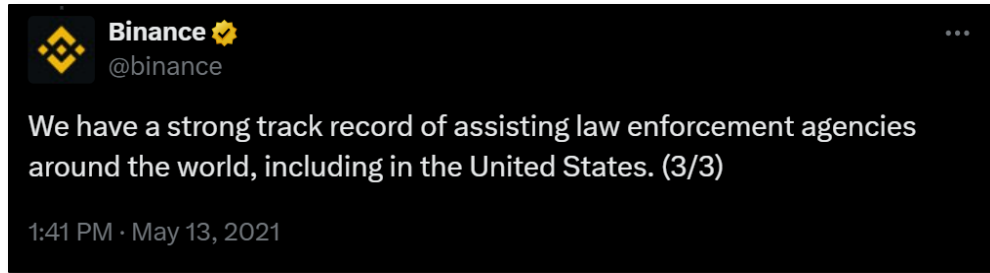 Binance
@binance
We have a strong track record of assisting law enforcement agencies
around the world, including in the United States. (3/3)
1:41 PM · May 13, 2021